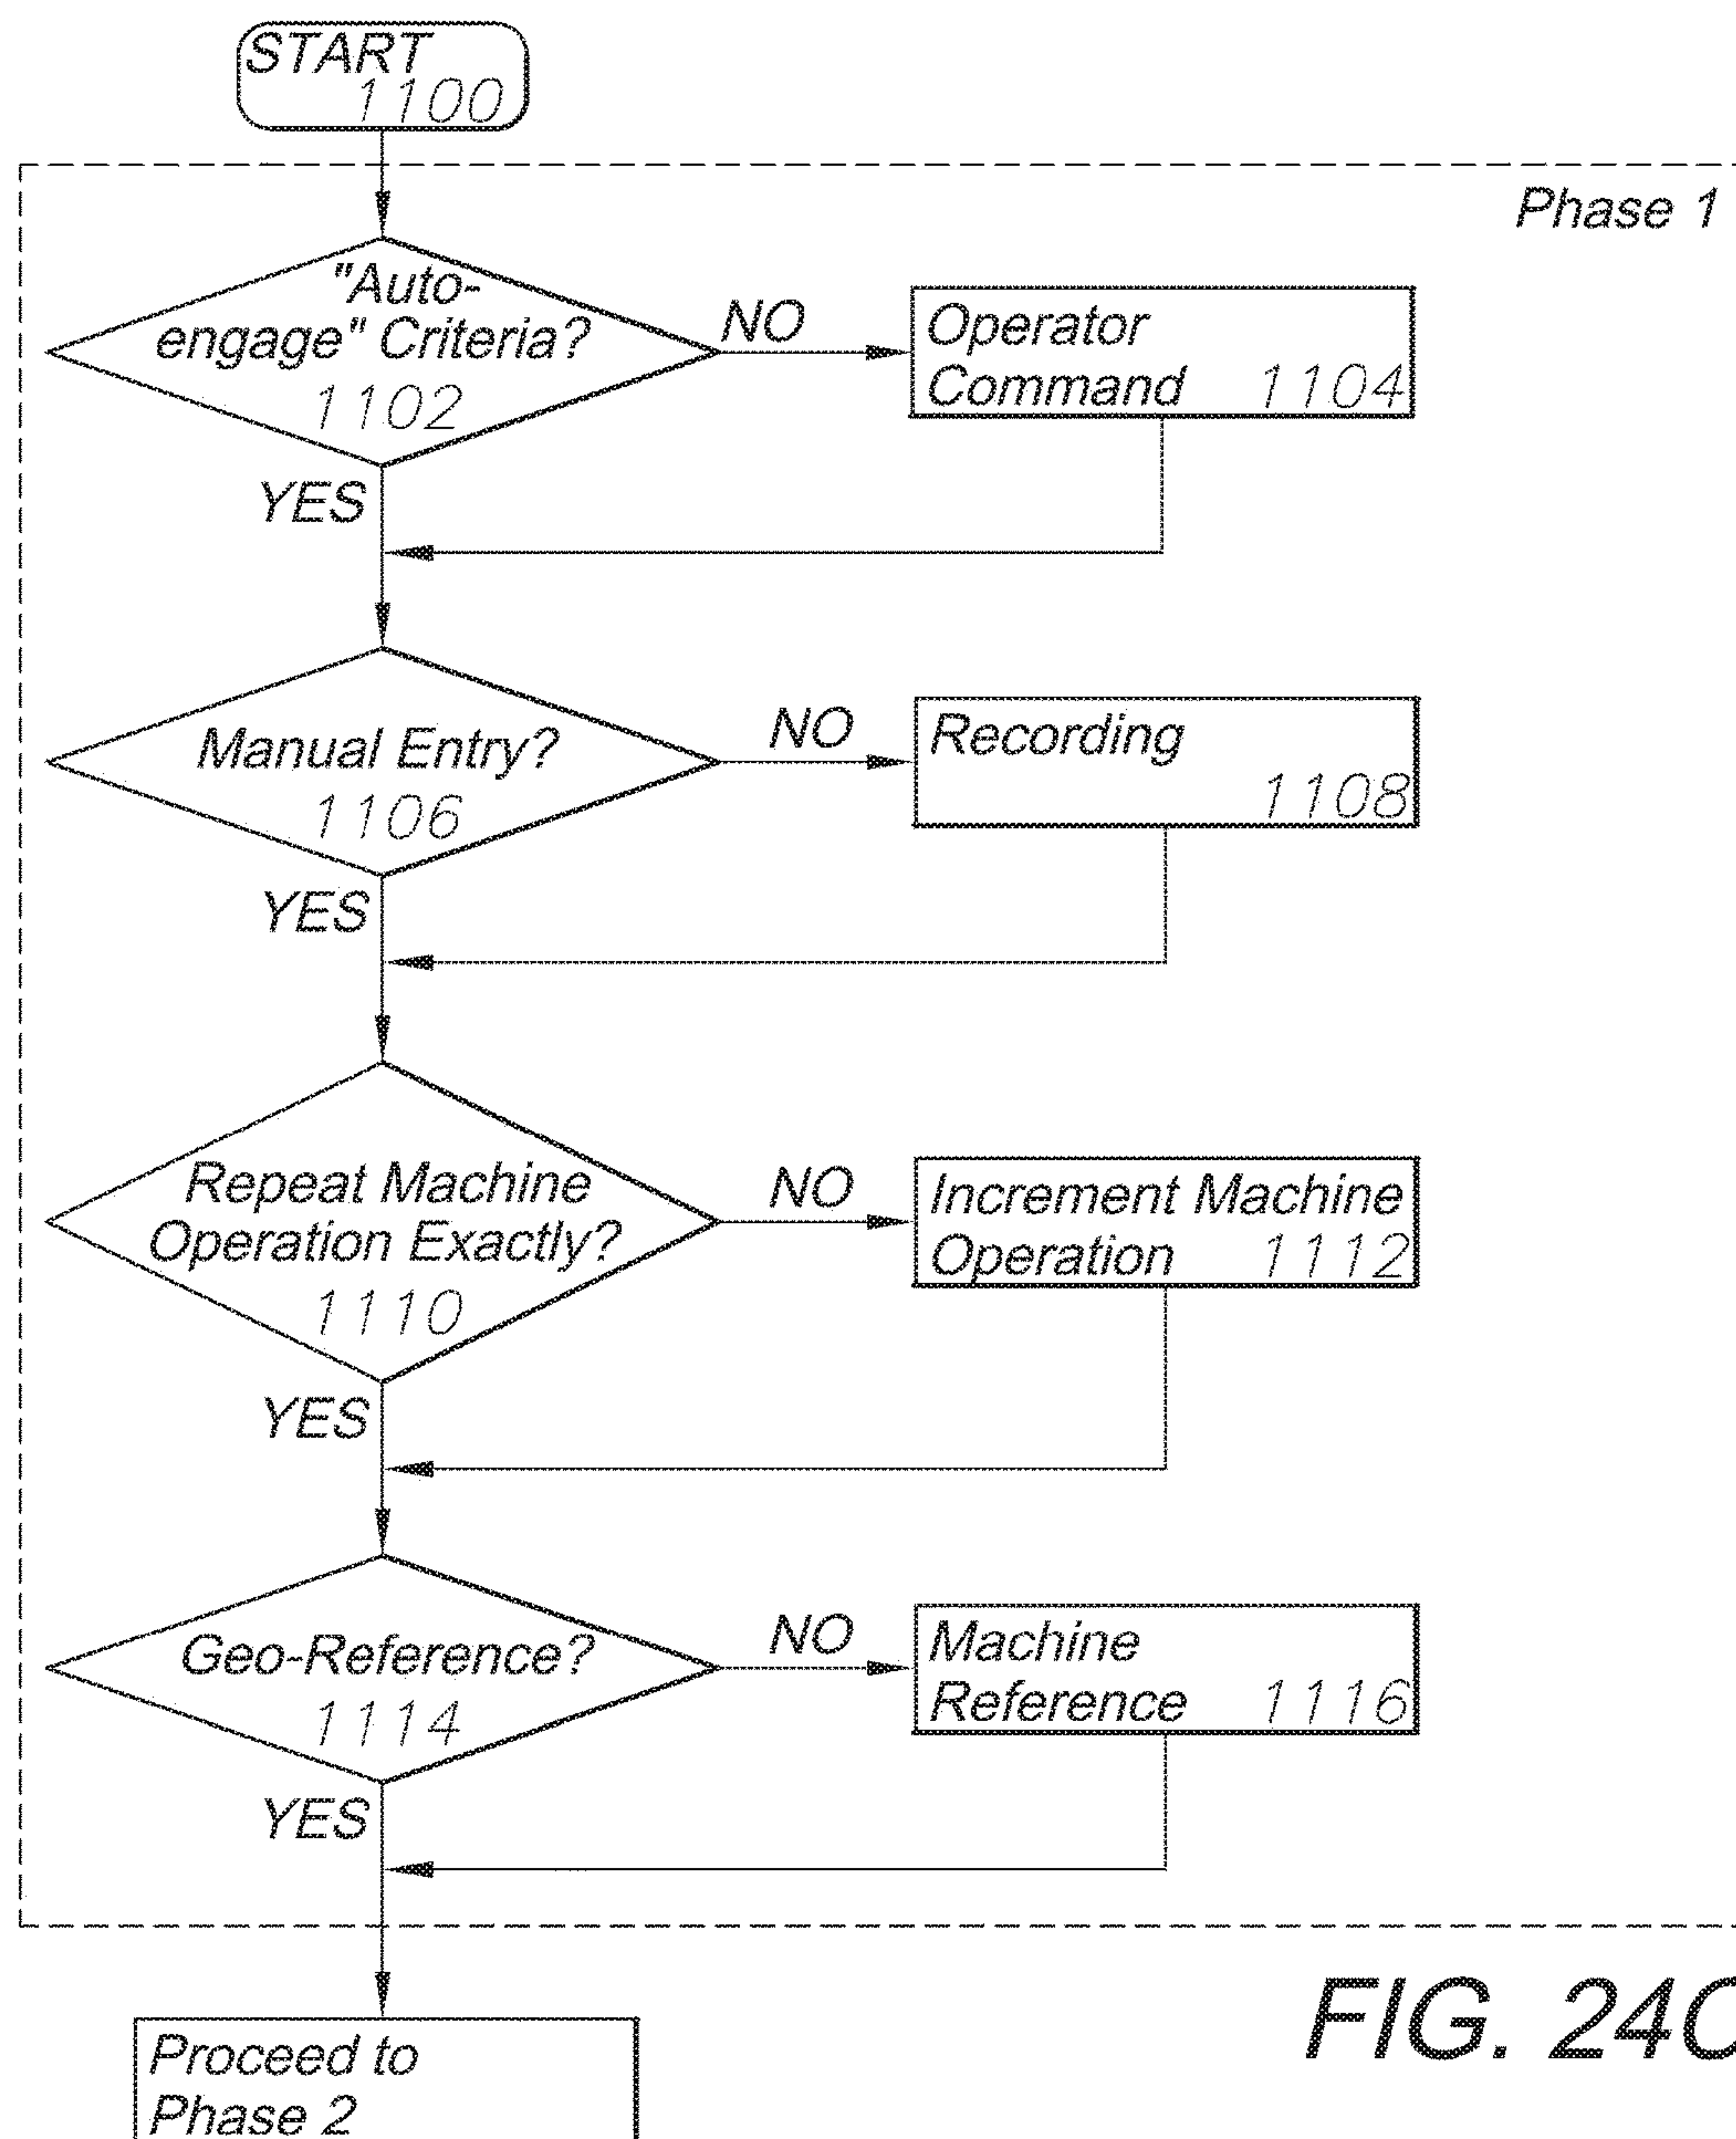 START
1100
Phase 1
"Auto-
engage" Criteria?
1102
NO
Operator
Command 1104
YES
Manual Entry?
1106
NO
Recording
1108
YES
Repeat Machine
Operation Exactly?
1110
NO
Increment Machine
Operation 1112
YES
Geo-Reference?
1114
NO
Machine
Reference 1116
YES
Proceed to
Phase 2
FIG. 24C